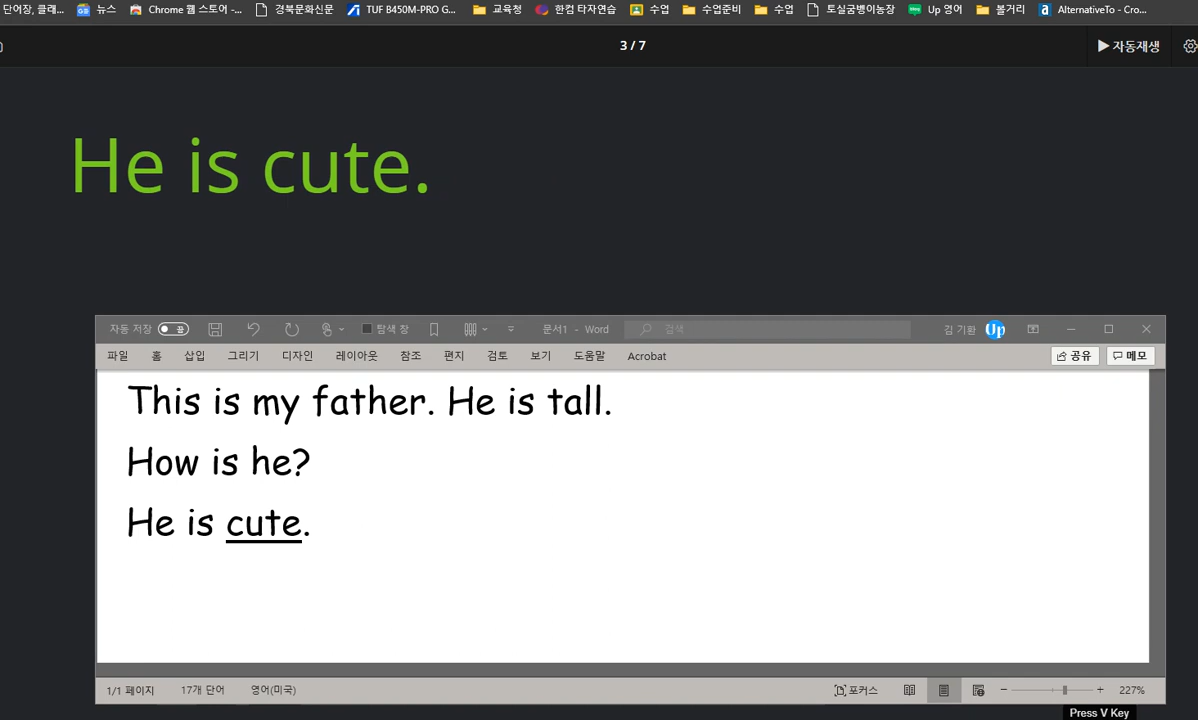 단어장, 클래... 뉴스 Chrome 웹 스토어 -... 경북문화신문 TUF B450M-PRO G... 교육청 한컴 타자연습 수업 수업준비 수업 토실굼벵이농장 Up 영어 볼거리 AlternativeTo - Cro...
3 / 7 ▶ 자동재생
He is cute.
자동 저장 끔 탐색 창 문서1 - Word 검색 김 기환 Up
파일 홈 삽입 그리기 디자인 레이아웃 참조 편지 검토 보기 도움말 Acrobat 공유 메모
This is my father. He is tall.
How is he?
He is cute.
1/1 페이지 17개 단어 영어(미국) 포커스 227%
Press V Key